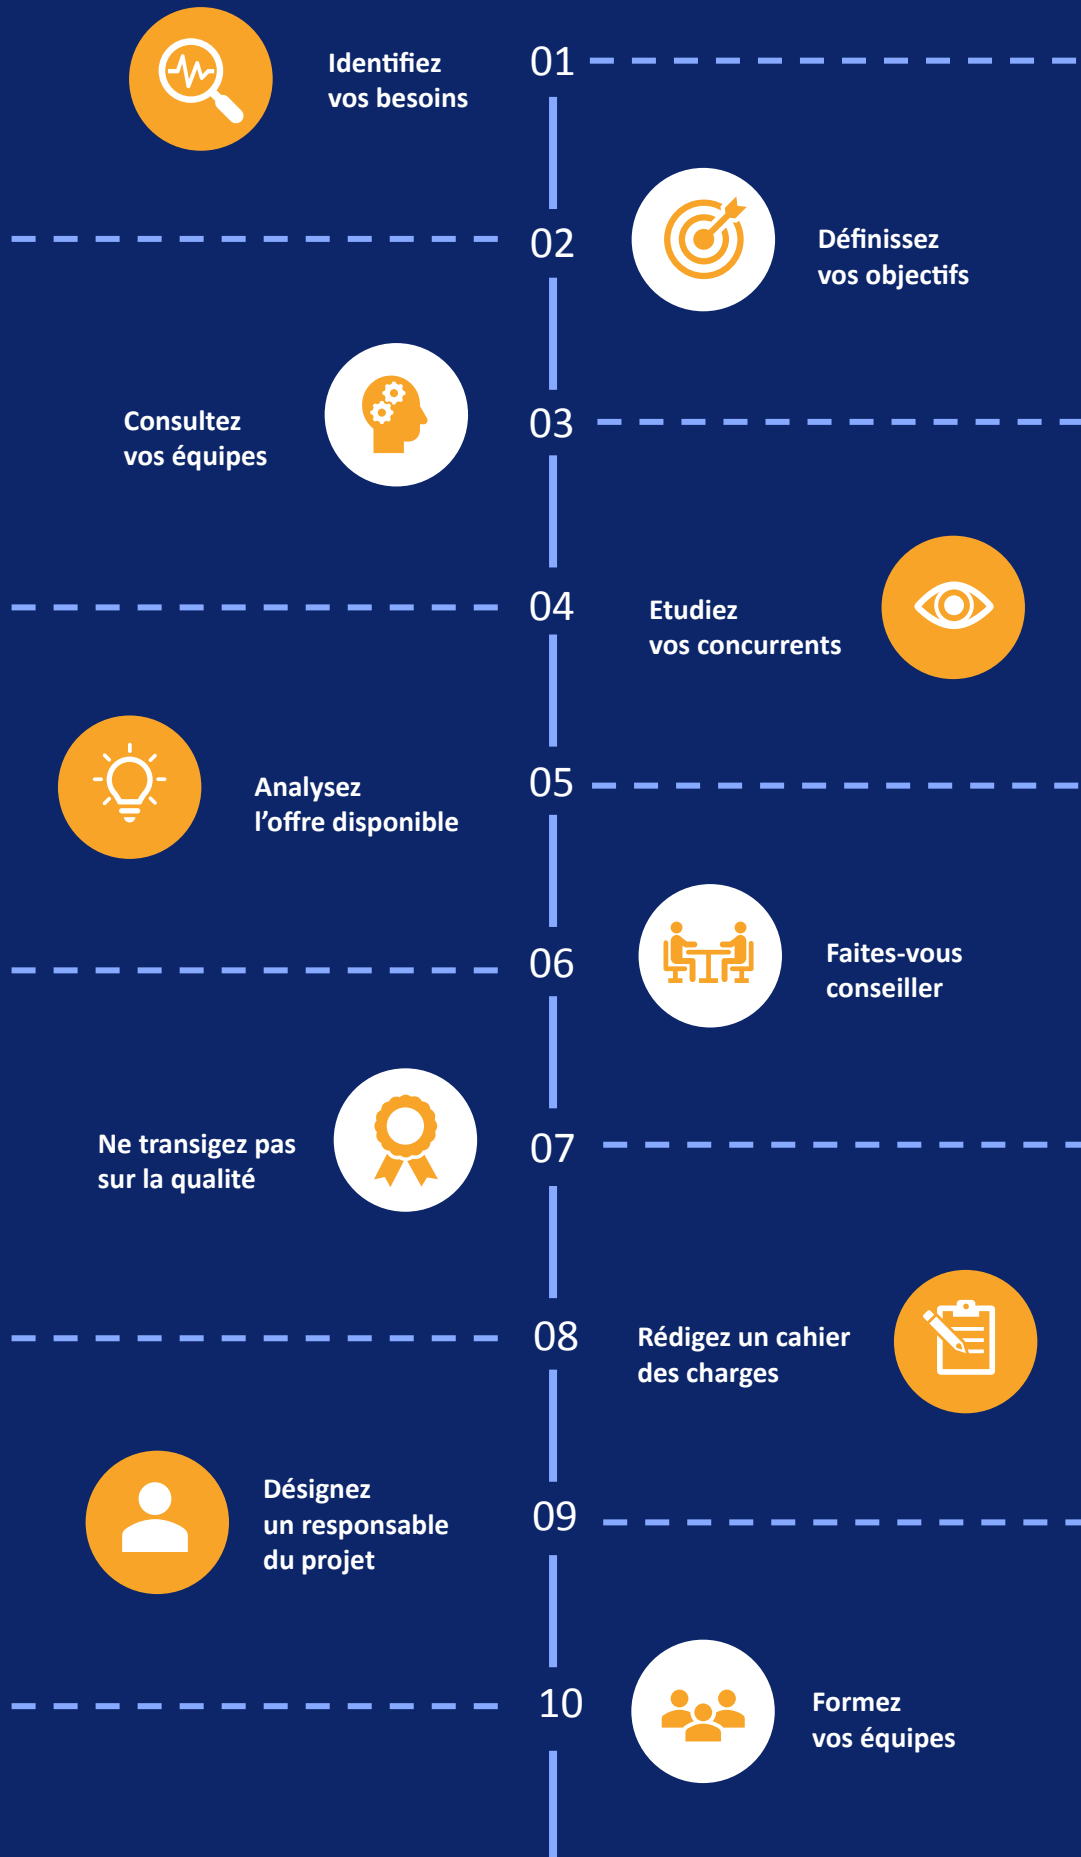 01
Identifiez
vos besoins
02
Définissez
vos objectifs
03
Consultez
vos équipes
04
Etudiez
vos concurrents
05
Analysez
l’offre disponible
06
Faites-vous
conseiller
07
Ne transigez pas
sur la qualité
08
Rédigez un cahier
des charges
09
Désignez
un responsable
du projet
10
Formez
vos équipes